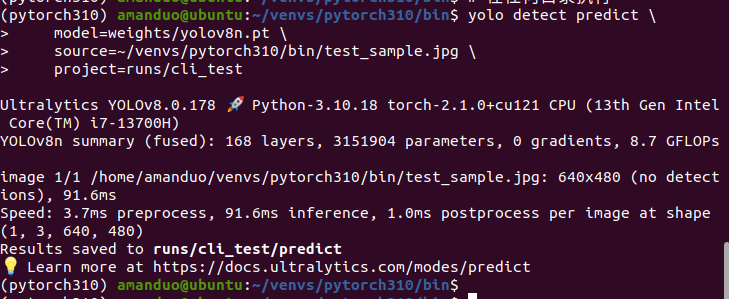 (pytorch310) amanduo@ubuntu:~/venvs/pytorch310/bin$ yolo detect predict \
>     model=weights/yolov8n.pt \
>     source=~/venvs/pytorch310/bin/test_sample.jpg \
>     project=runs/cli_test
Ultralytics YOLOv8.0.178 🚀 Python-3.10.18 torch-2.1.0+cu121 CPU (13th Gen Intel
Core(TM) i7-13700H)
YOLOv8n summary (fused): 168 layers, 3151904 parameters, 0 gradients, 8.7 GFLOPs
image 1/1 /home/amanduo/venvs/pytorch310/bin/test_sample.jpg: 640x480 (no detect
ions), 91.6ms
Speed: 3.7ms preprocess, 91.6ms inference, 1.0ms postprocess per image at shape
(1, 3, 640, 480)
Results saved to runs/cli_test/predict
💡 Learn more at https://docs.ultralytics.com/modes/predict
(pytorch310) amanduo@ubuntu:~/venvs/pytorch310/bin$